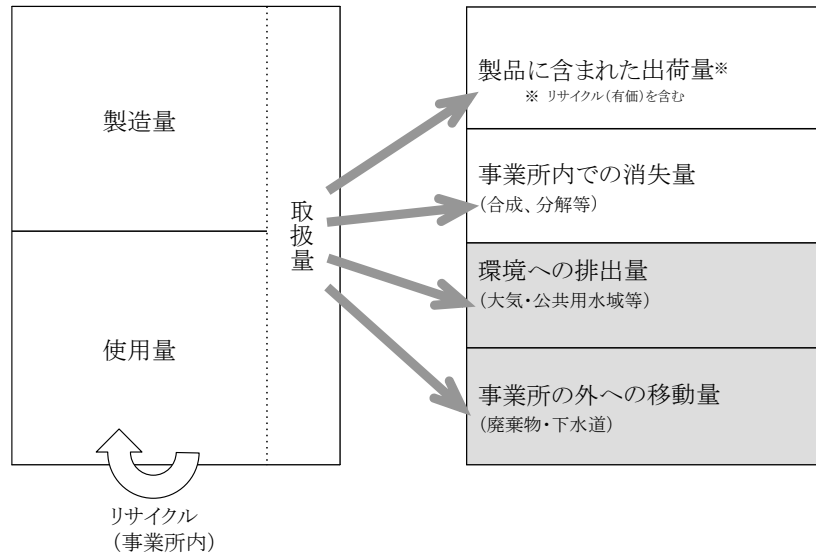 製造量
使用量
取扱量
リサイクル
(事業所内)
製品に含まれた出荷量※
※ リサイクル(有価)を含む
事業所内での消失量
(合成、分解等)
環境への排出量
(大気・公共用水域等)
事業所の外への移動量
(廃棄物・下水道)